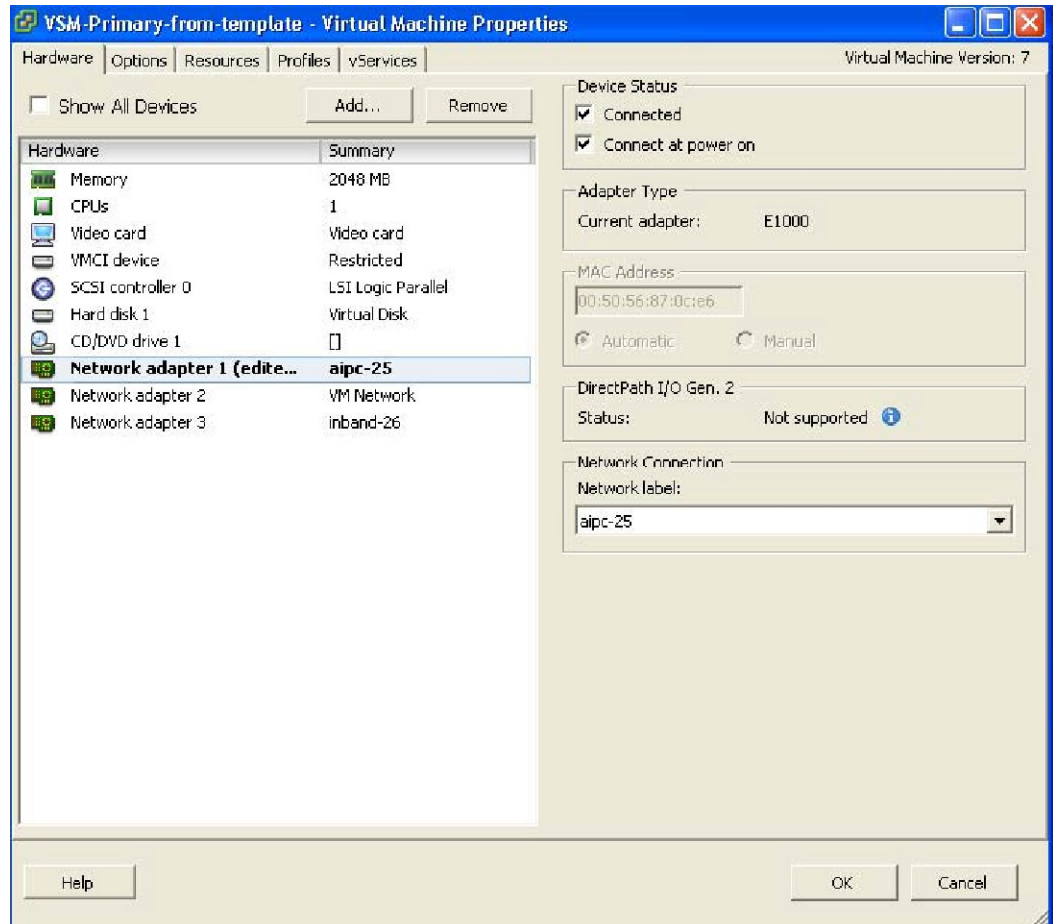 VSM-Primary-from-template - Virtual Machine Properties
Hardware Options Resources Profiles vServices Virtual Machine Version: 7
Show All Devices Add... Remove
Hardware Summary
Memory 2048 MB
CPUs 1
Video card Video card
VMCI device Restricted
SCSI controller 0 LSI Logic Parallel
Hard disk 1 Virtual Disk
CD/DVD drive 1 []
Network adapter 1 (edite... aipc-25
Network adapter 2 VM Network
Network adapter 3 inband-26
Device Status
Connected
Connect at power on
Adapter Type
Current adapter: E1000
MAC Address
00:50:56:87:0c:e6
Automatic Manual
DirectPath I/O Gen. 2
Status: Not supported
Network Connection
Network label:
aipc-25
Help OK Cancel